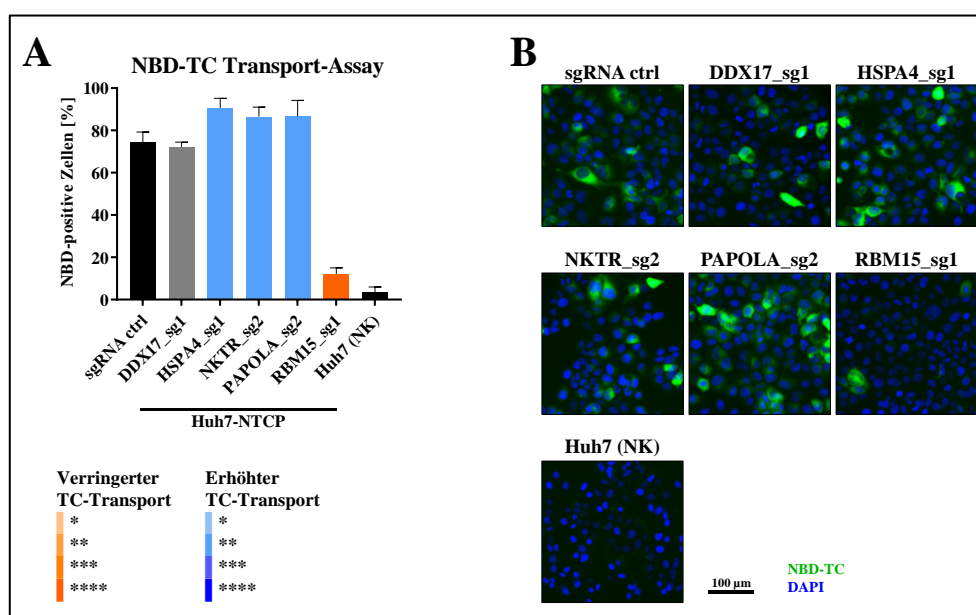 A
NBD-TC Transport-Assay
NBD-positive Zellen [%]
100
80
60
40
20
0
sgRNA ctrl
DDX17_sg1
HSPA4_sg1
NKTR_sg2
PAPOLA_sg2
RBM15_sg1
Huh7 (NK)
Huh7-NTCP
Verringerter
TC-Transport
*
**
***
****
Erhöhter
TC-Transport
*
**
***
****
B
sgRNA ctrl
DDX17_sg1
HSPA4_sg1
NKTR_sg2
PAPOLA_sg2
RBM15_sg1
Huh7 (NK)
100 µm
NBD-TC
DAPI